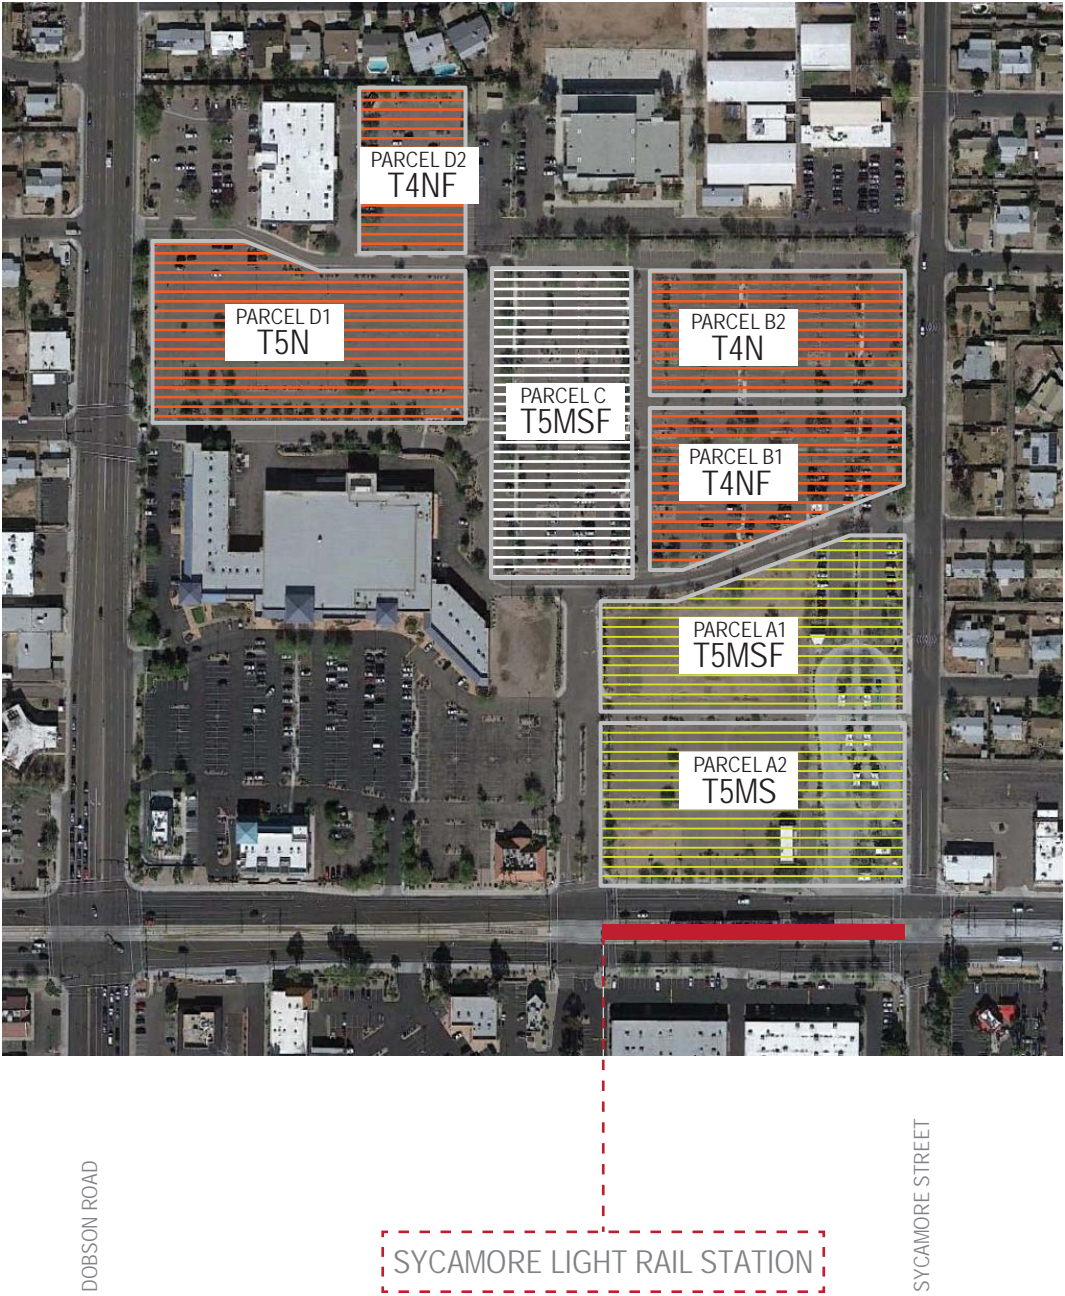 PARCEL D2
T4NF
PARCEL D1
T5N
PARCEL C
T5MSF
PARCEL B2
T4N
PARCEL B1
T4NF
PARCEL A1
T5MSF
PARCEL A2
T5MS
DOBSON ROAD
SYCAMORE LIGHT RAIL STATION
SYCAMORE STREET